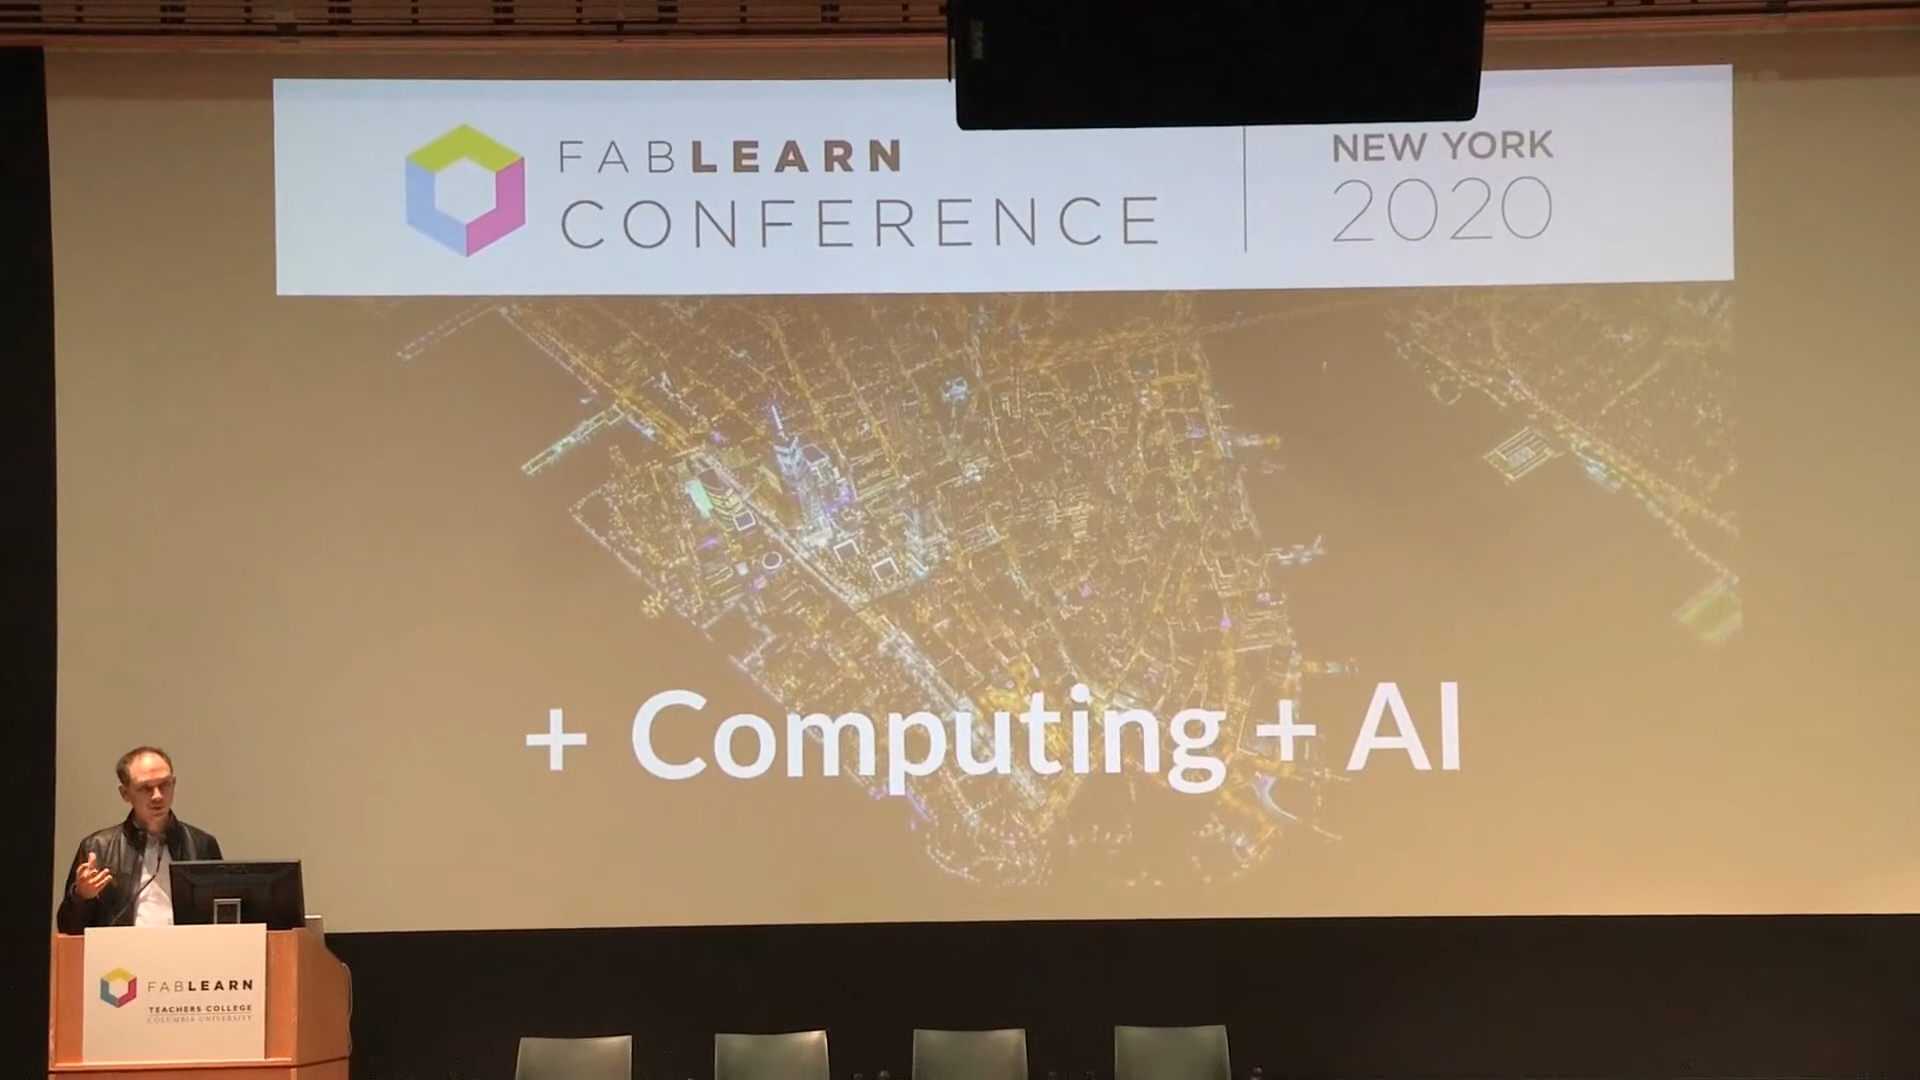 FABLEARN
CONFERENCE
NEW YORK
2020
+ Computing + AI
FABLEARN
TEACHERS COLLEGE
COLUMBIA UNIVERSITY